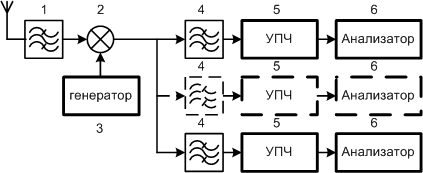 1 2 4 5 6
УПЧ Анализатор
4 5 6
генератор УПЧ Анализатор
3 4 5 6
УПЧ Анализатор